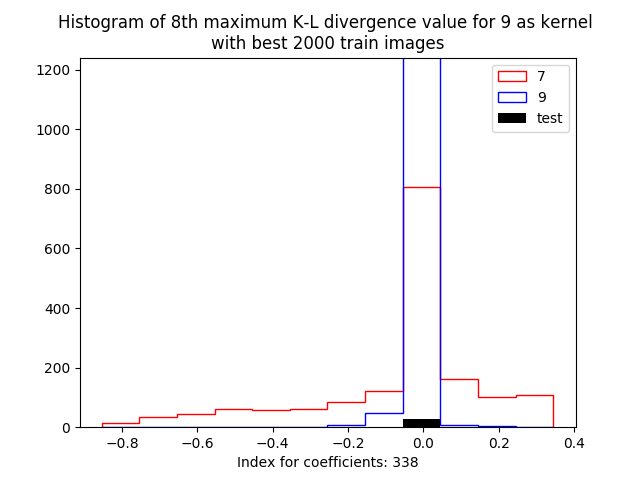 Histogram of 8th maximum K-L divergence value for 9 as kernel
with best 2000 train images
1200
1000
800
600
400
200
0
7
9
test
−0.8 −0.6 −0.4 −0.2 0.0 0.2 0.4
Index for coefficients: 338